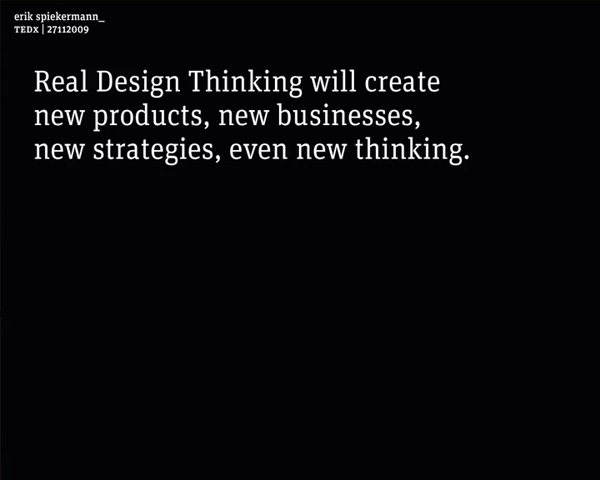 erik spiekermann_
TEDX | 27112009
Real Design Thinking will create
new products, new businesses,
new strategies, even new thinking.